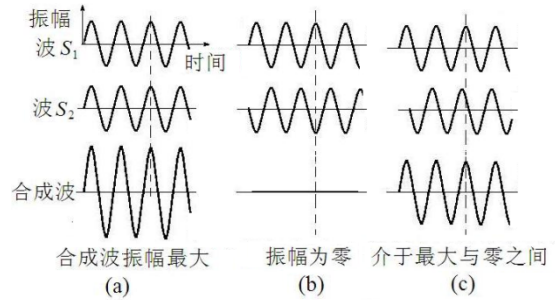 振幅
波S₁
时间
波S₂
合成波
合成波振幅最大 振幅为零 介于最大与零之间
(a) (b) (c)